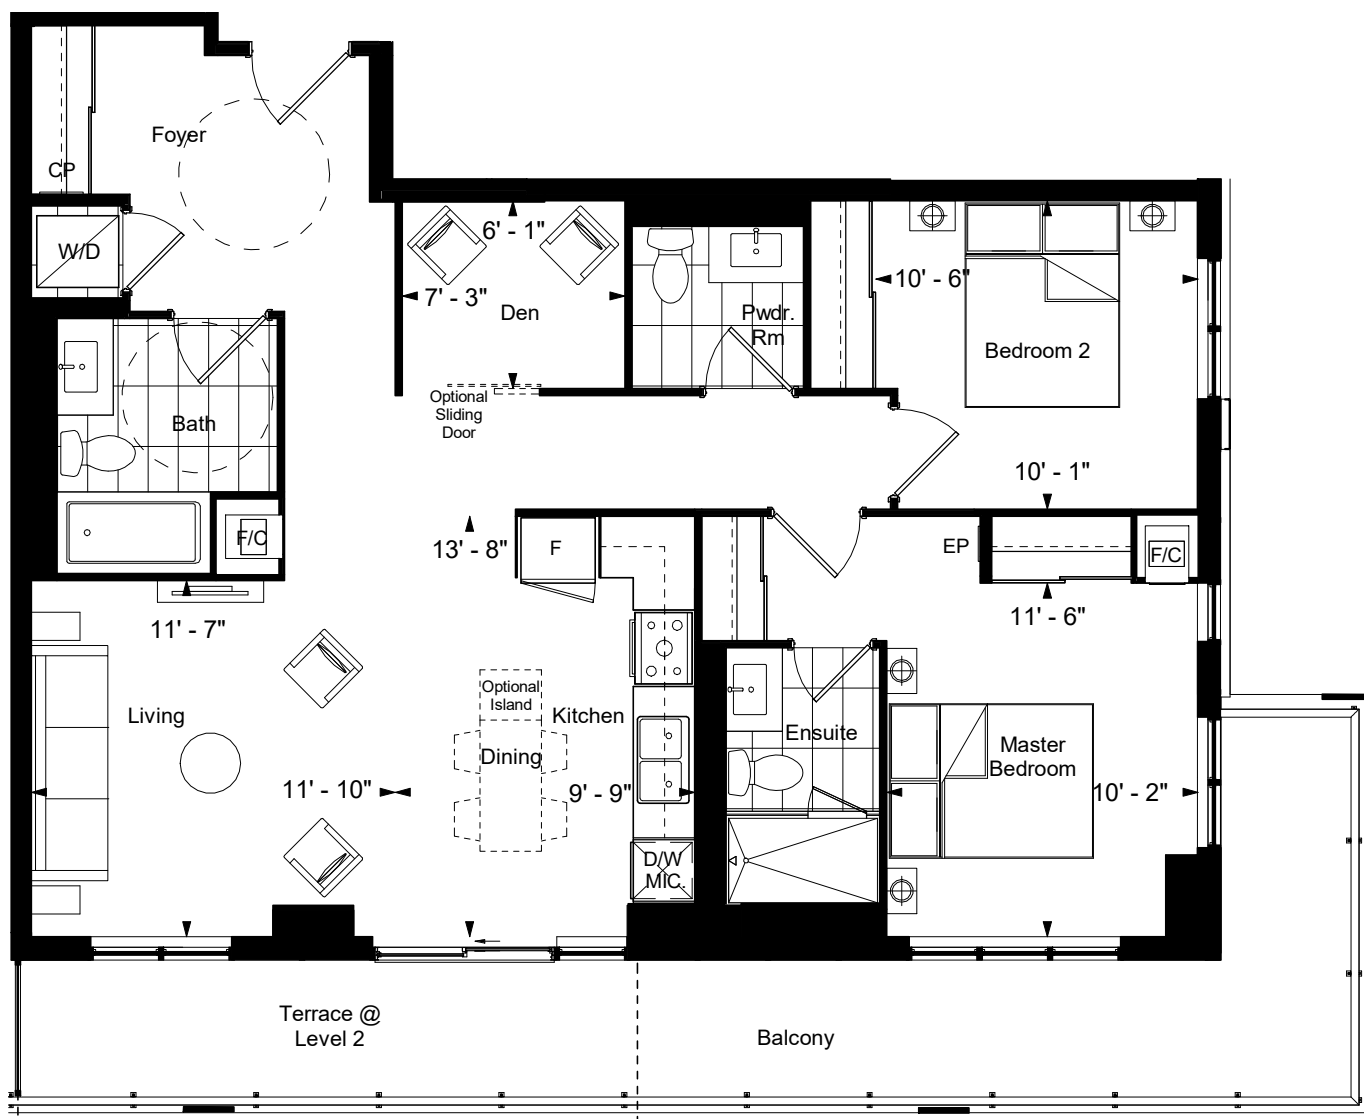 Foyer
CP
W/D
6' - 1"
7' - 3"
Den
Pwdr.
Rm
10' - 6"
Bedroom 2
Optional
Sliding
Door
Bath
10' - 1"
F/C
13' - 8"
F
EP
F/C
11' - 7"
11' - 6"
Living
Optional
Island
Kitchen
Dining
Ensuite
Master
Bedroom
11' - 10"
9' - 9"
10' - 2"
D/W
MIC.
Terrace @
Level 2
Balcony